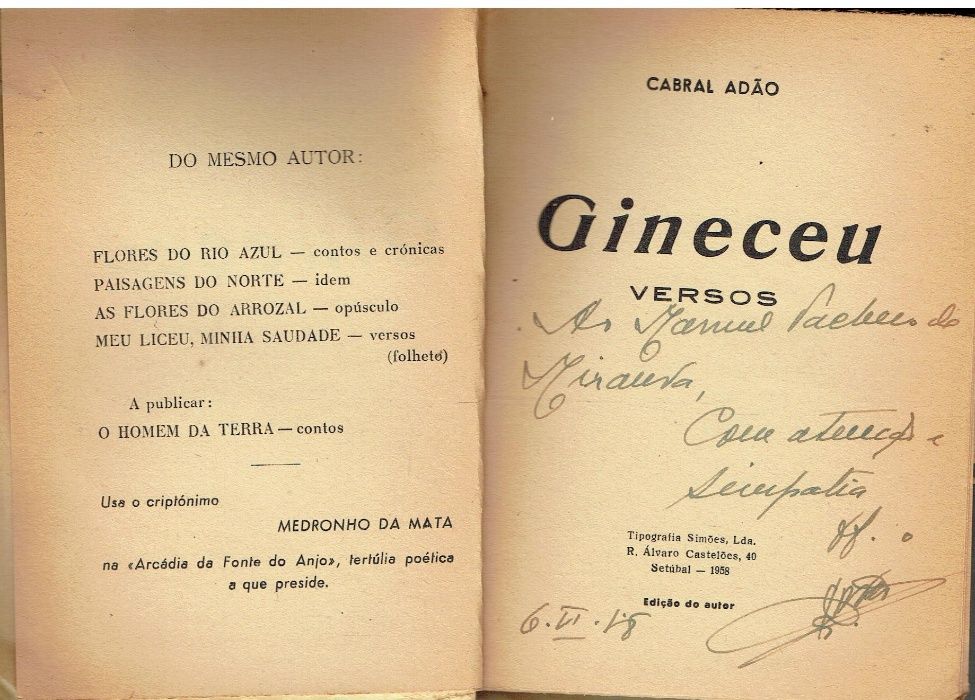 DO MESMO AUTOR:
FLORES DO RIO AZUL — contos e crónicas
PAISAGENS DO NORTE — idem
AS FLORES DO ARROZAL — opúsculo
MEU LICEU, MINHA SAUDADE — versos
(folheto)
A publicar:
O HOMEM DA TERRA — contos
Usa o criptónimo
MEDRONHO DA MATA
na «Arcádia da Fonte do Anjo», tertúlia poética
a que preside.
CABRAL ADÃO
Gineceu
VERSOS
Ao Manuel Pacheco de
Miranda,
Com atenção e
simpatia
of. o
Tipografia Simões, Lda.
R. Álvaro Castelões, 40
Setúbal — 1958
Edição do autor
6.VI.58